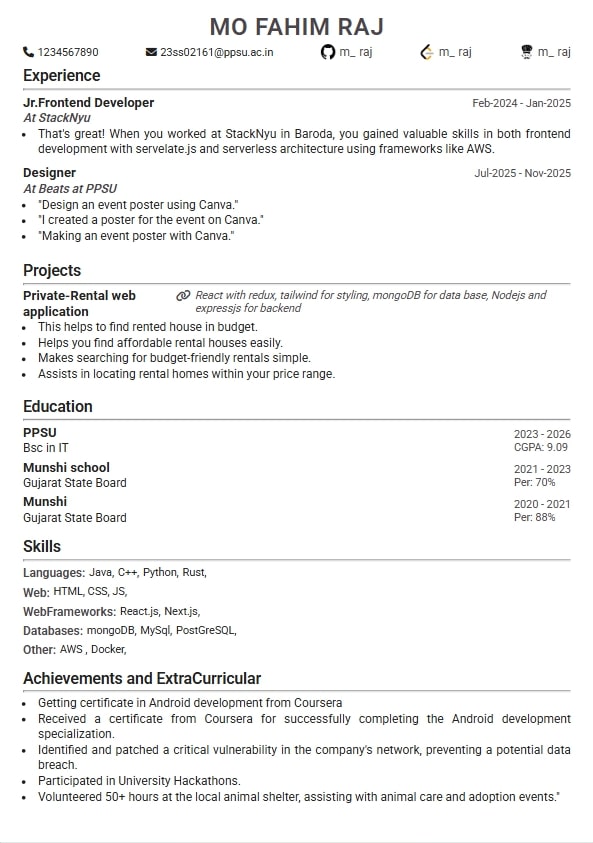 MO FAHIM RAJ
1234567890 23ss02161@ppsu.ac.in m_ raj m_ raj m_ raj
Experience
Jr.Frontend Developer Feb-2024 - Jan-2025
At StackNyu
• That's great! When you worked at StackNyu in Baroda, you gained valuable skills in both frontend
development with servelate.js and serverless architecture using frameworks like AWS.
Designer Jul-2025 - Nov-2025
At Beats at PPSU
• "Design an event poster using Canva."
• "I created a poster for the event on Canva."
• "Making an event poster with Canva."
Projects
Private-Rental web React with redux, tailwind for styling, mongoDB for data base, Nodejs and
application expressjs for backend
• This helps to find rented house in budget.
• Helps you find affordable rental houses easily.
• Makes searching for budget-friendly rentals simple.
• Assists in locating rental homes within your price range.
Education
PPSU 2023 - 2026
Bsc in IT CGPA: 9.09
Munshi school 2021 - 2023
Gujarat State Board Per: 70%
Munshi 2020 - 2021
Gujarat State Board Per: 88%
Skills
Languages: Java, C++, Python, Rust,
Web: HTML, CSS, JS,
WebFrameworks: React.js, Next.js,
Databases: mongoDB, MySql, PostGreSQL,
Other: AWS , Docker,
Achievements and ExtraCurricular
• Getting certificate in Android development from Coursera
• Received a certificate from Coursera for successfully completing the Android development
specialization.
• Identified and patched a critical vulnerability in the company's network, preventing a potential data
breach.
• Participated in University Hackathons.
• Volunteered 50+ hours at the local animal shelter, assisting with animal care and adoption events."